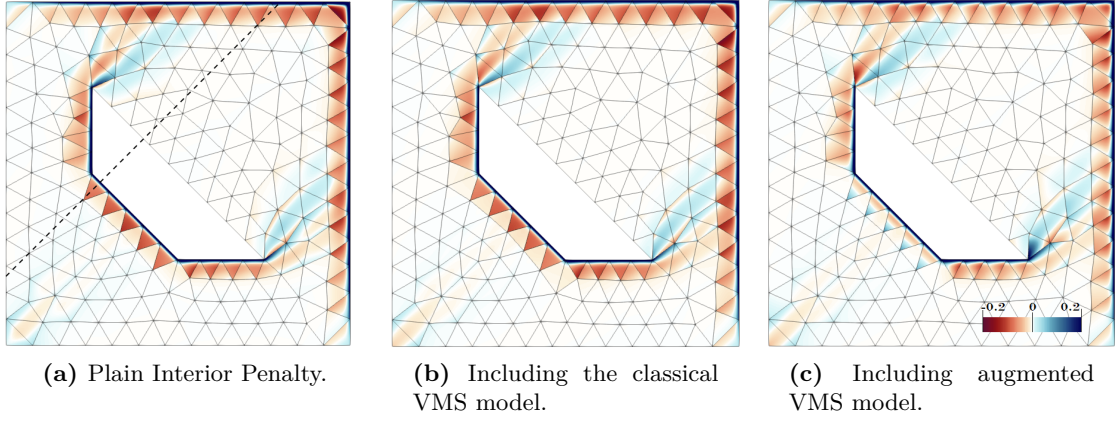 -0.2 0 0.2
(a) Plain Interior Penalty.
(b) Including the classical
VMS model.
(c) Including augmented
VMS model.